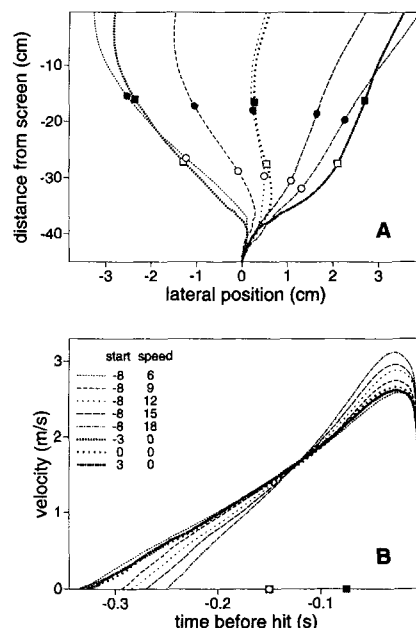 -10
-20
-30
-40
distance from screen (cm)
A
-3 -2 -1 0 1 2 3
lateral position (cm)
3
2
1
0
velocity (m/s)
start speed
-8 6
-8 9
-8 12
-8 15
-8 18
-3 0
0 0
3 0
B
-0.3 -0.2 -0.1
time before hit (s)